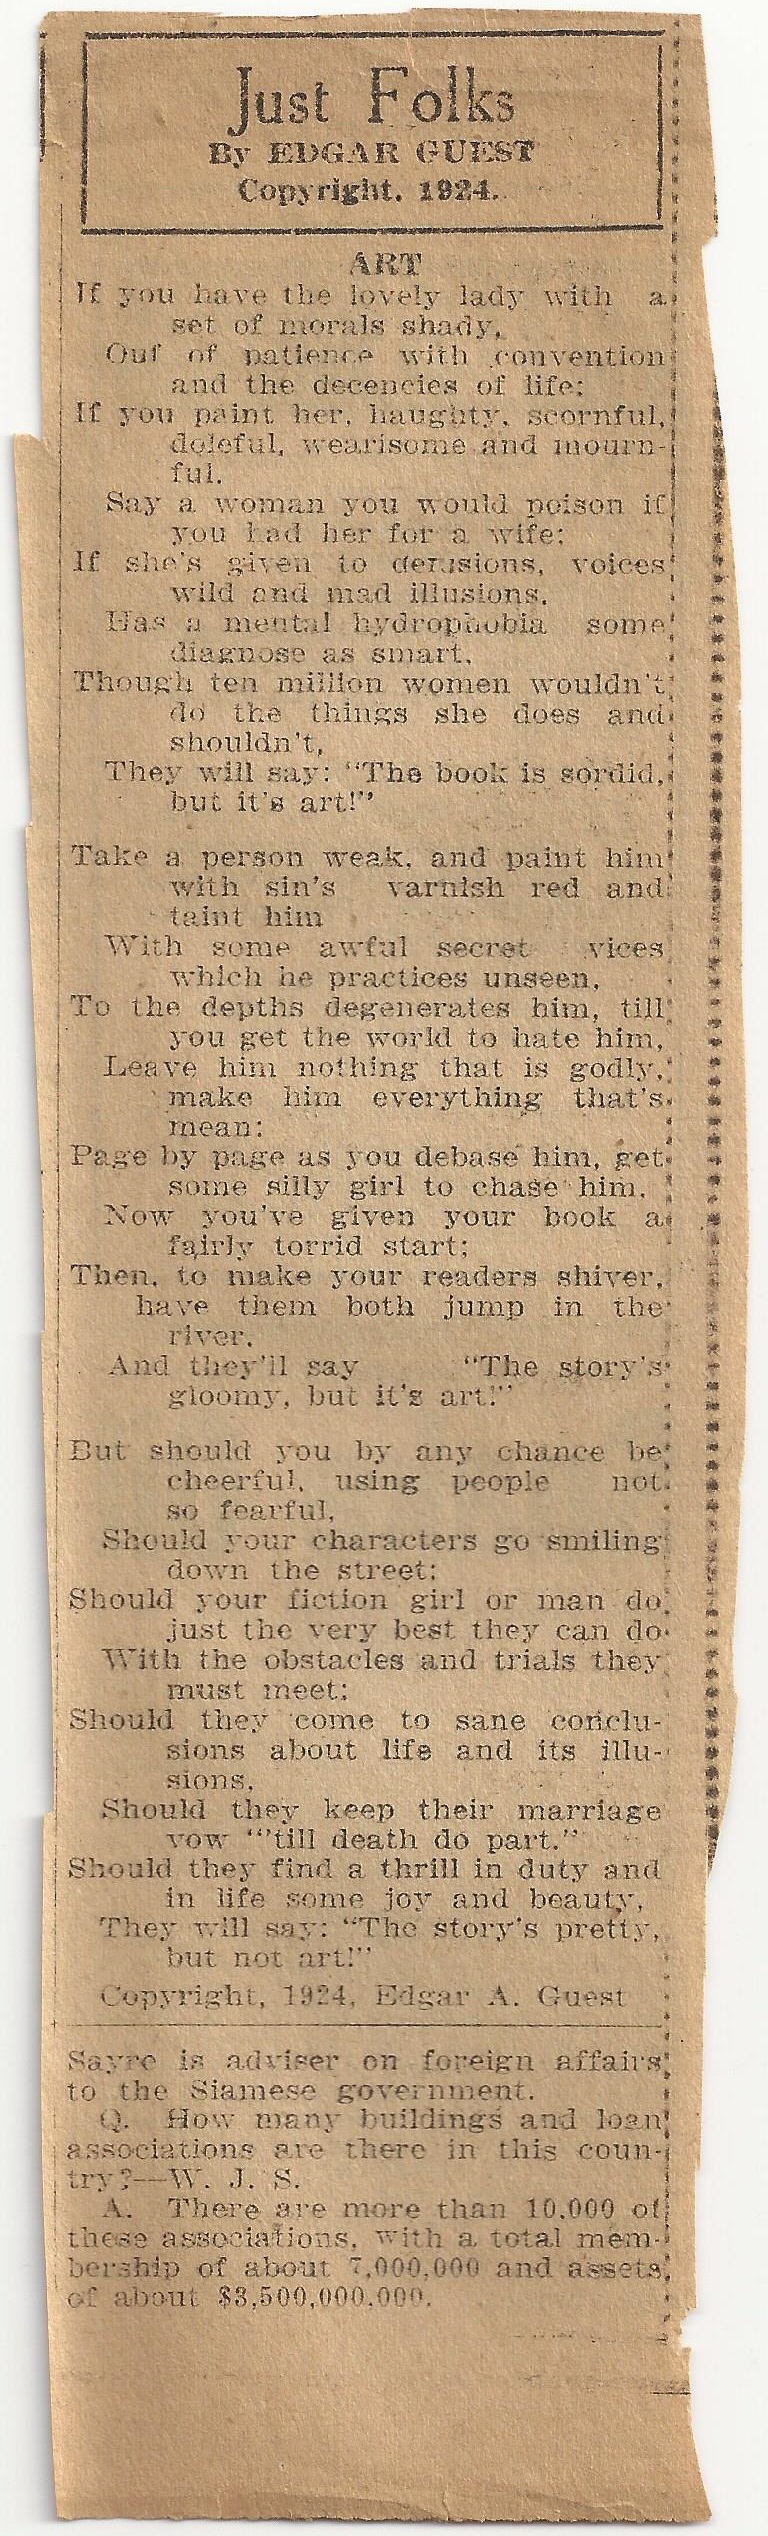 Just Folks
By EDGAR GUEST
Copyright. 1924.
ART
If you have the lovely lady with a
set of morals shady,
Out of patience with convention
and the decencies of life;
If you paint her, haughty, scornful,
doleful, wearisome and mourn-
ful,
Say a woman you would poison if
you had her for a wife;
If she's given to delusions, voices
wild and mad illusions,
Has a mental hydrophobia some
diagnose as smart,
Though ten million women wouldn't
do the things she does and
shouldn't,
They will say: "The book is sordid,
but it's art!"
Take a person weak, and paint him
with sin's varnish red and
taint him
With some awful secret vices
which he practices unseen,
To the depths degenerates him, till
you get the world to hate him,
Leave him nothing that is godly,
make him everything that's
mean:
Page by page as you debase him, get
some silly girl to chase him,
Now you've given your book a
fairly torrid start;
Then, to make your readers shiver,
have them both jump in the
river,
And they'll say "The story's
gloomy, but it's art!"
But should you by any chance be
cheerful, using people not
so fearful,
Should your characters go smiling
down the street;
Should your fiction girl or man do
just the very best they can do
With the obstacles and trials they
must meet;
Should they come to sane conclu-
sions about life and its illu-
sions,
Should they keep their marriage
vow "'till death do part."
Should they find a thrill in duty and
in life some joy and beauty,
They will say: "The story's pretty,
but not art!"
Copyright, 1924, Edgar A. Guest
Sayre is adviser on foreign affairs
to the Siamese government.
Q. How many buildings and loan
associations are there in this coun-
try?—W. J. S.
A. There are more than 10,000 of
these associations, with a total mem-
bership of about 7,000,000 and assets
of about $3,500,000,000.